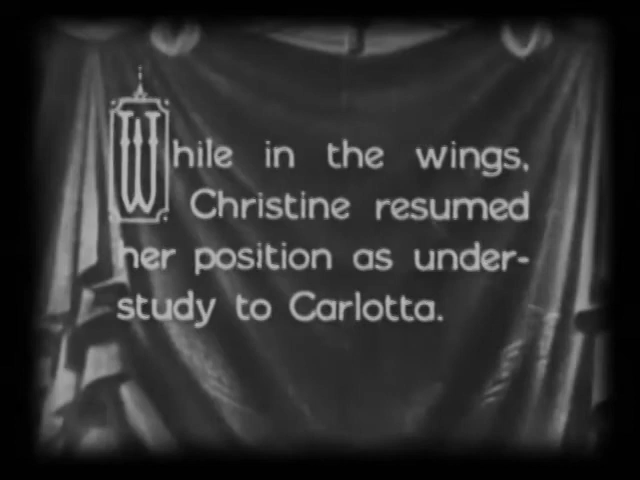 While in the wings,
Christine resumed
her position as under-
study to Carlotta.